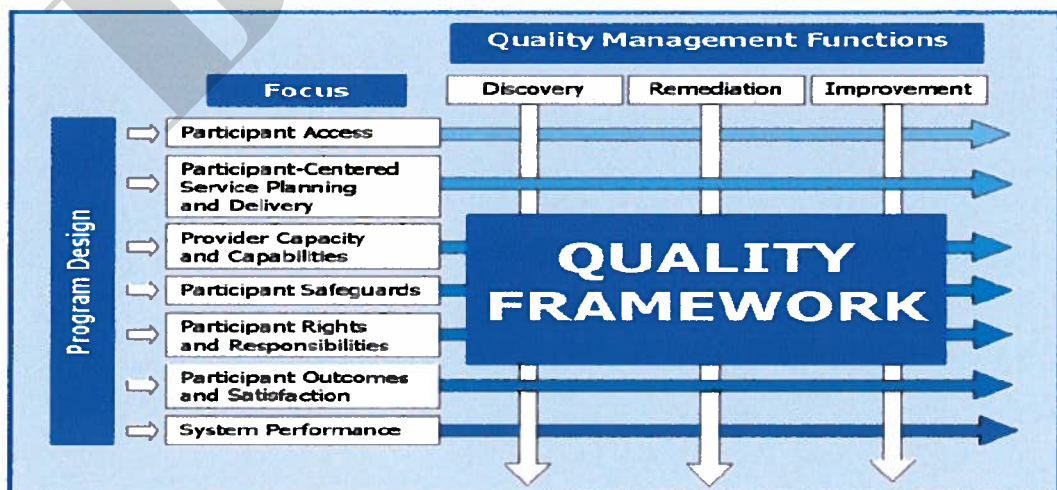 Quality Management Functions
Focus
Discovery
Remediation
Improvement
Program Design
Participant Access
Participant-Centered
Service Planning
and Delivery
Provider Capacity
and Capabilities
Participant Safeguards
Participant Rights
and Responsibilities
Participant Outcomes
and Satisfaction
System Performance
QUALITY
FRAMEWORK